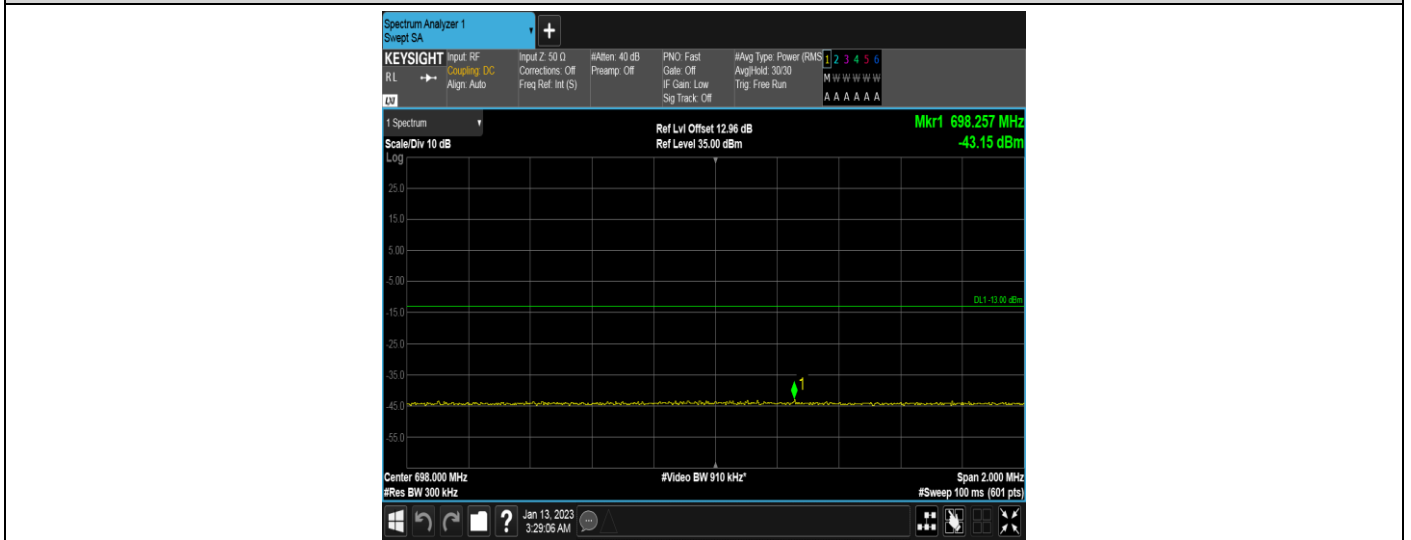 Spectrum Analyzer 1
Swept SA
+
KEYSIGHT
RL
LXI
Input: RF
Coupling: DC
Align: Auto
Input Z: 50 Ω
Corrections: Off
Freq Ref: Int (S)
#Atten: 40 dB
Preamp: Off
PNO: Fast
Gate: Off
IF Gain: Low
Sig Track: Off
#Avg Type: Power (RMS
Avg|Hold: 30/30
Trig: Free Run
1 2 3 4 5 6
M W W W W W
A A A A A A
1 Spectrum
Scale/Div 10 dB
Log
Ref Lvl Offset 12.96 dB
Ref Level 35.00 dBm
Mkr1 698.257 MHz
-43.15 dBm
25.0
15.0
5.00
-5.00
DL1 -13.00 dBm
-15.0
-25.0
-35.0
1
-45.0
-55.0
Center 698.000 MHz
#Video BW 910 kHz*
Span 2.000 MHz
#Res BW 300 kHz
#Sweep 100 ms (601 pts)
?
Jan 13, 2023
3:29:06 AM